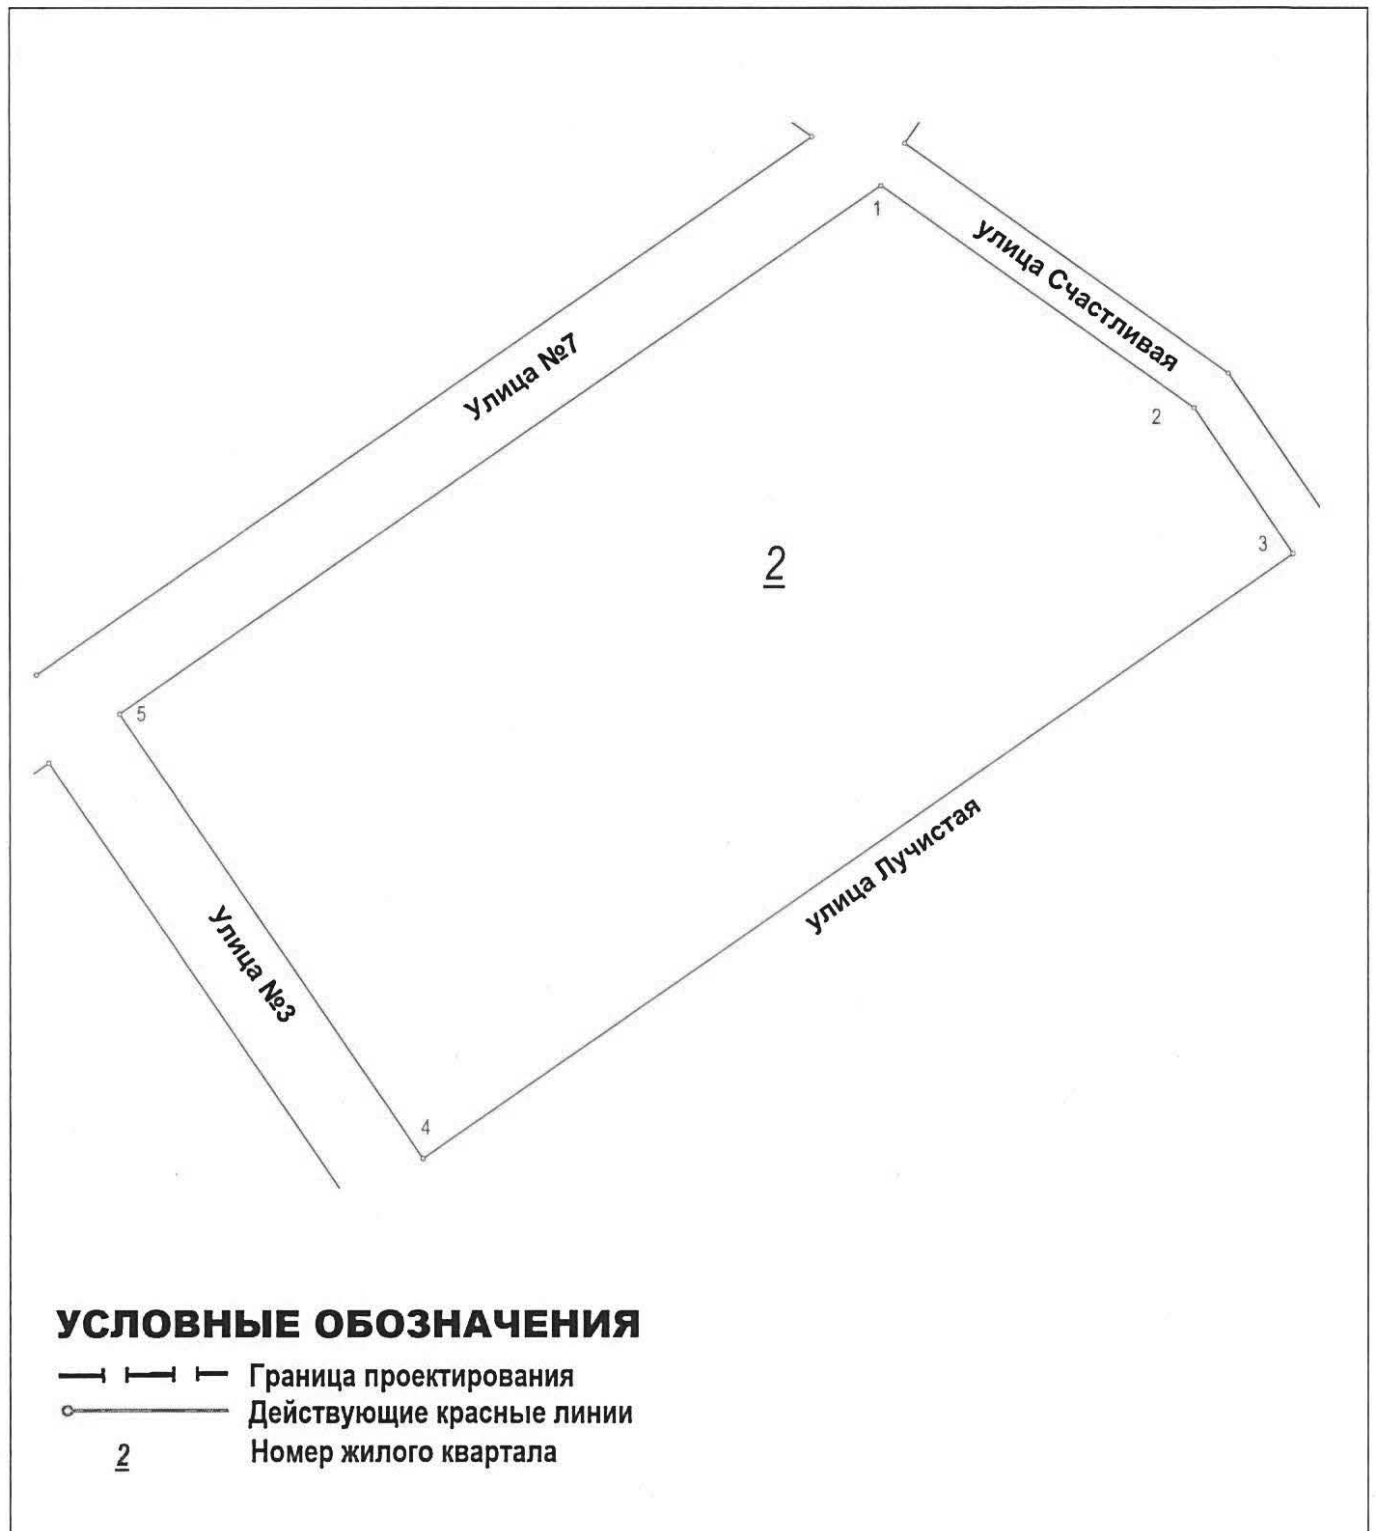 1
улица Счастливая
Улица №7
2
3
2
5
улица Лучистая
Улица №3
4
УСЛОВНЫЕ ОБОЗНАЧЕНИЯ
Граница проектирования
Действующие красные линии
2 Номер жилого квартала